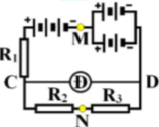 + -
+ -
M
+ -
R₁
C
D
D
R₂
R₃
N